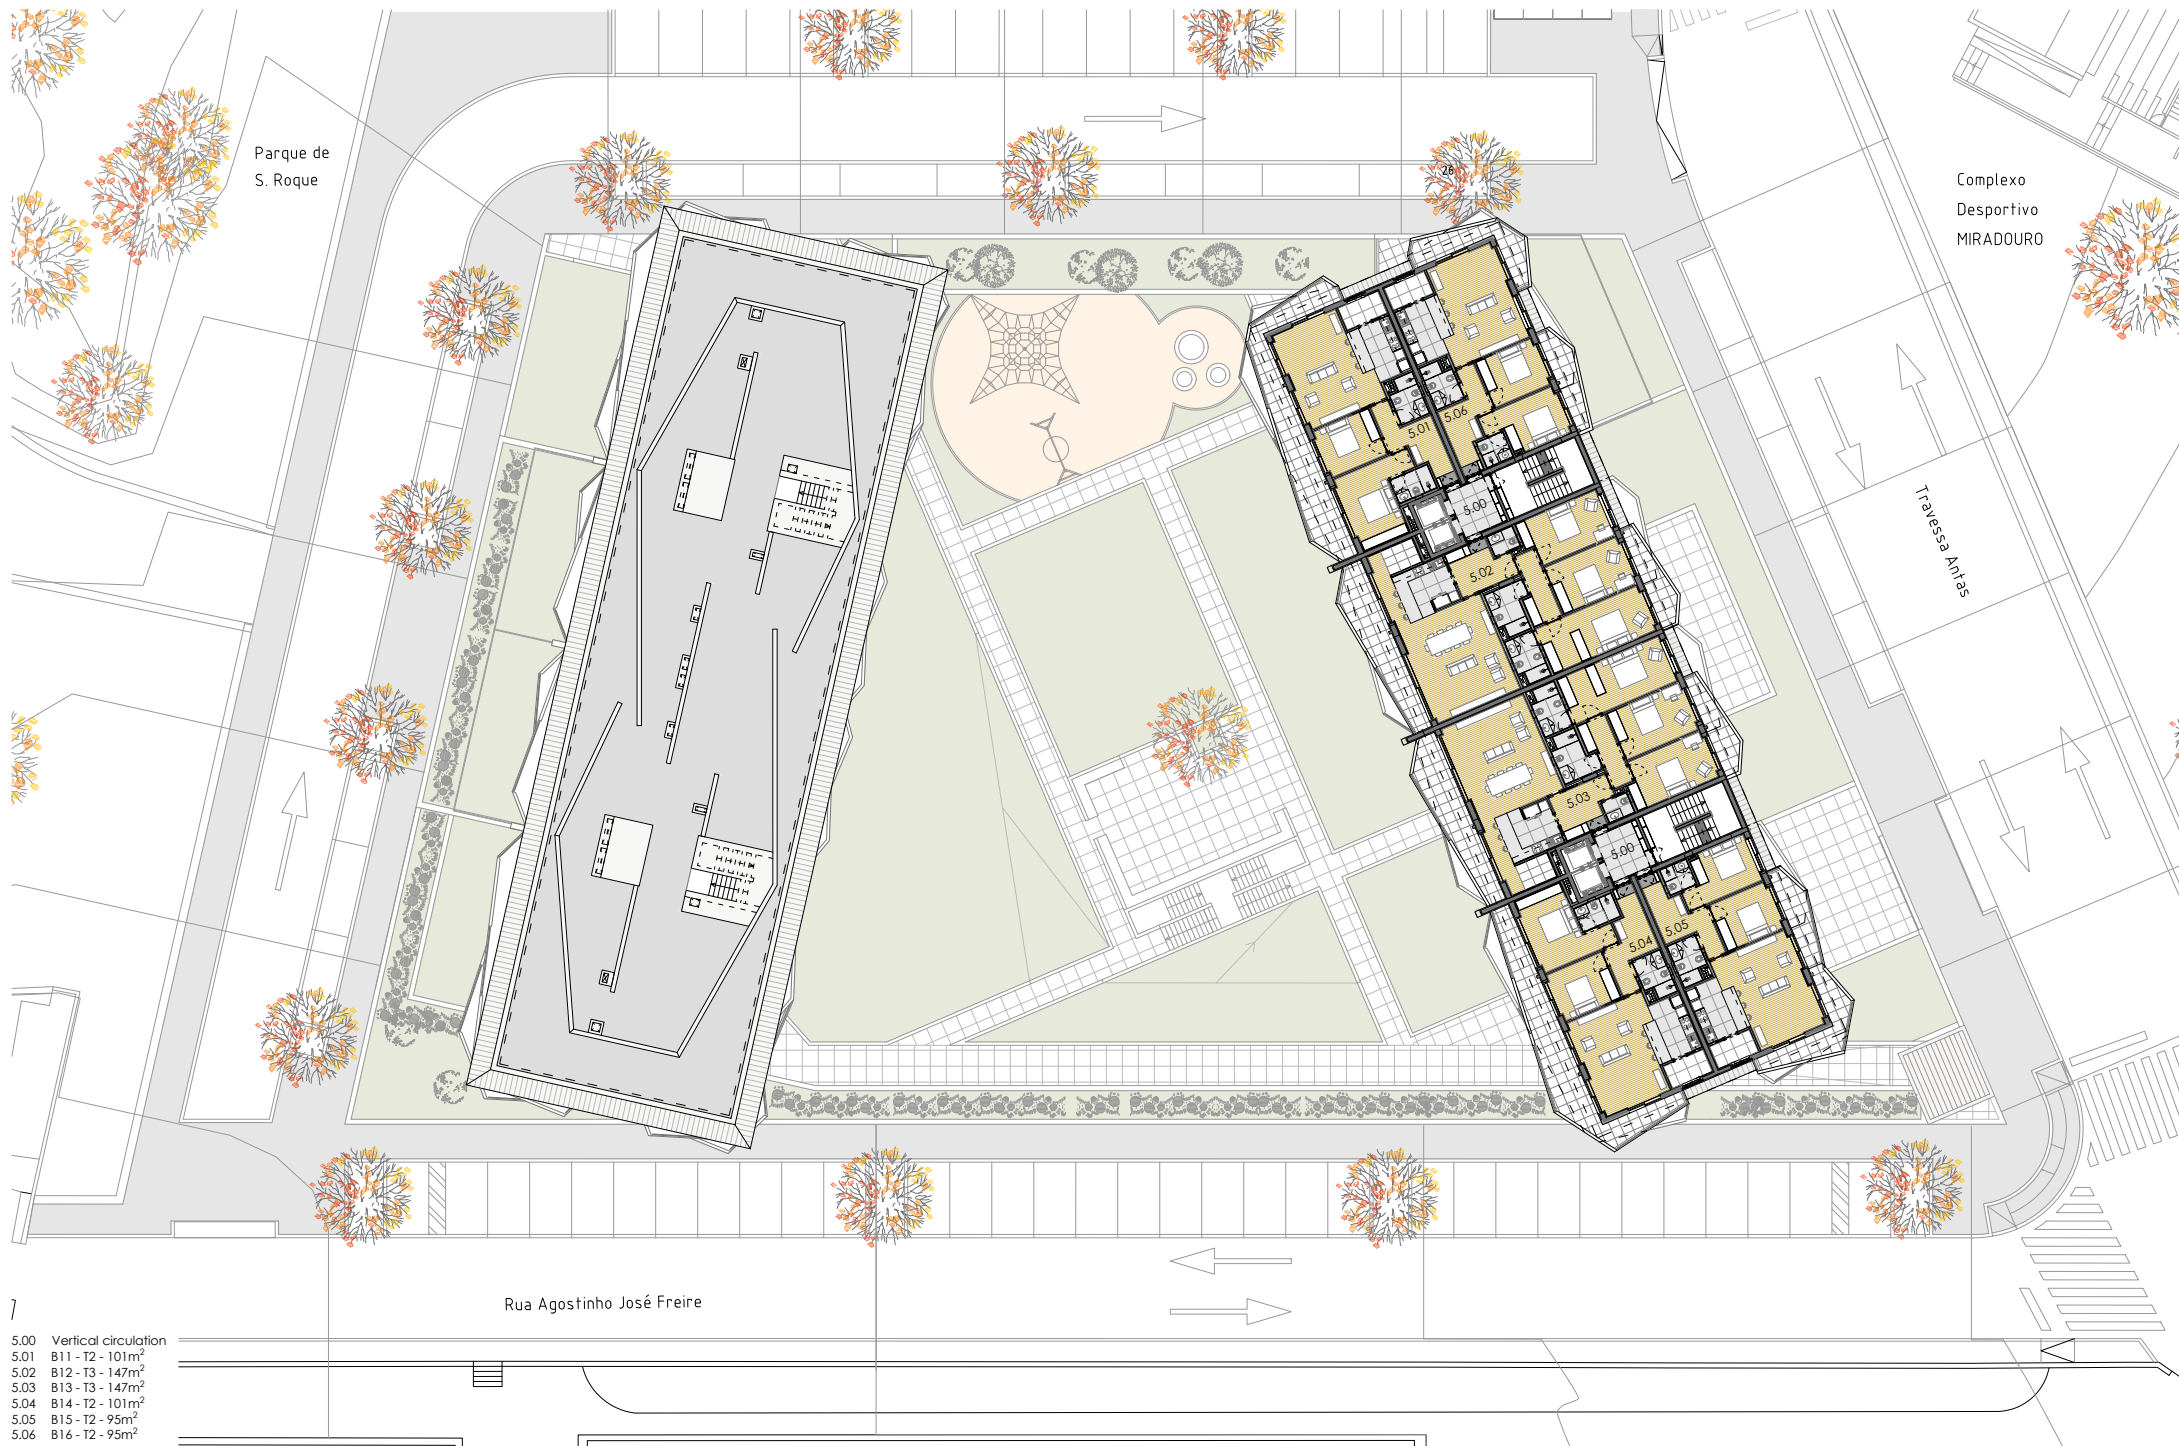 Parque de
S. Roque
26
Complexo
Desportivo
MIRADOURO
5.01
5.06
5.00
5.02
Travessa Antas
5.03
5.00
5.04
5.05
Rua Agostinho José Freire
5.00 Vertical circulation
5.01 B11 - T2 - 101m²
5.02 B12 - T3 - 147m²
5.03 B13 - T3 - 147m²
5.04 B14 - T2 - 101m²
5.05 B15 - T2 - 95m²
5.06 B16 - T2 - 95m²